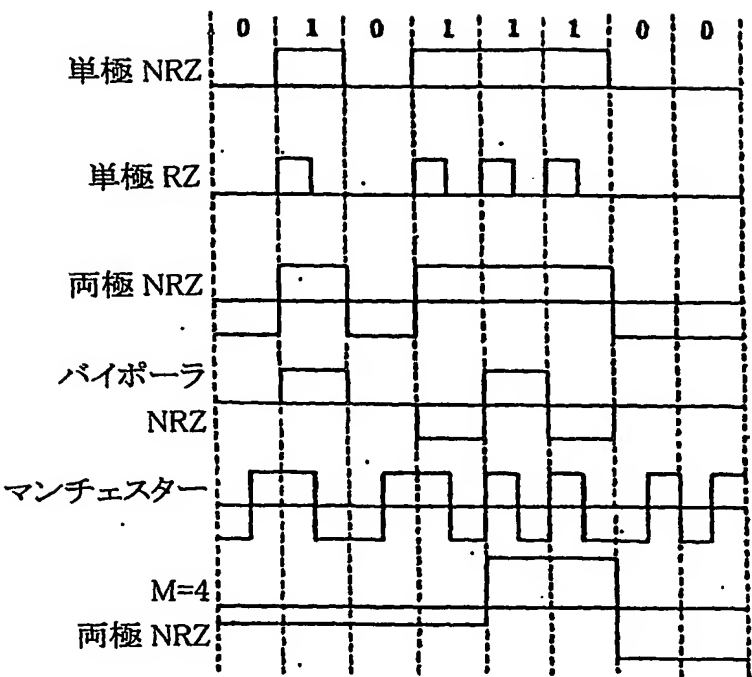 0 1 0 1 1 1 0 0
単極 NRZ
単極 RZ
両極 NRZ
バイポーラ
NRZ
マンチェスター
M=4
両極 NRZ